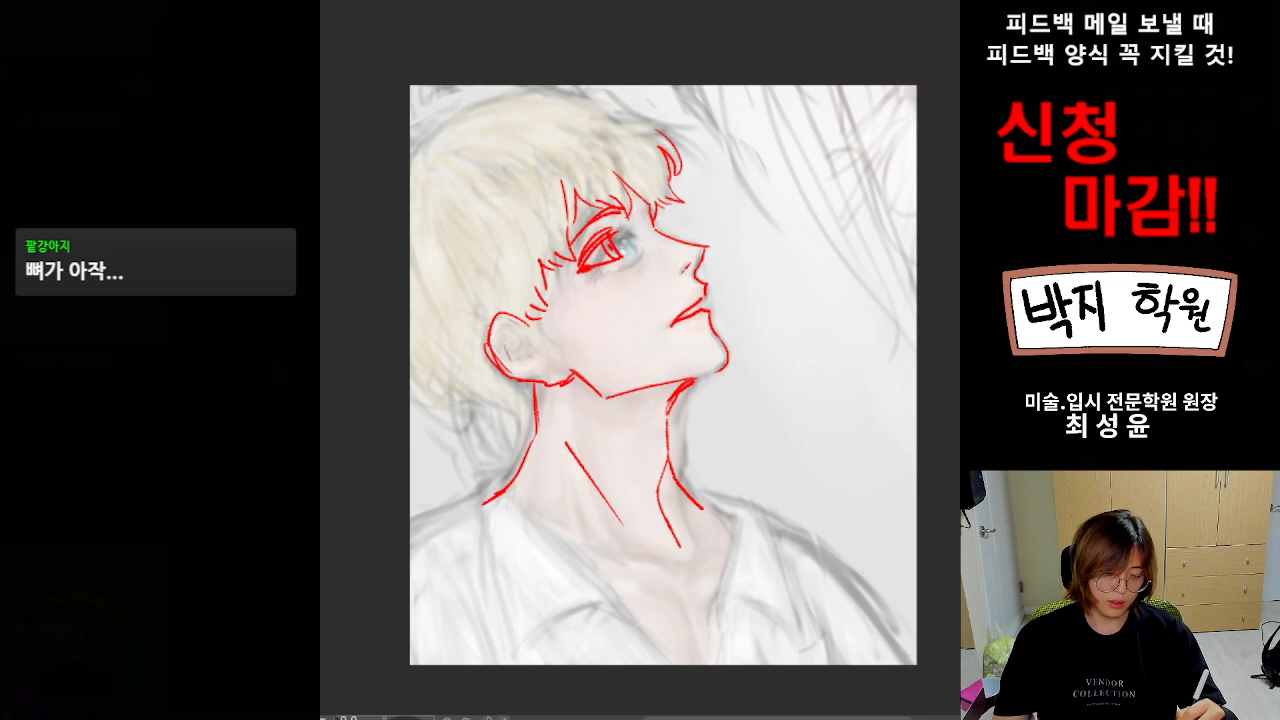 팥강아지
뼈가 아작...
피드백 메일 보낼 때
피드백 양식 꼭 지킬 것!
신청
마감!!
박지 학원
미술.입시 전문학원 원장
최성윤
VENDOR
COLLECTION